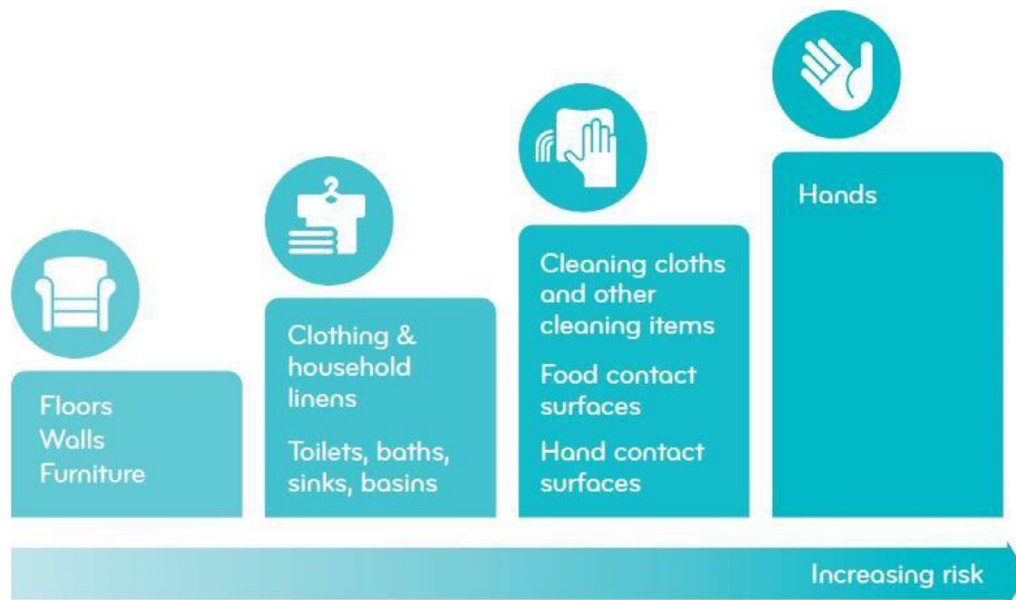 Floors
Walls
Furniture
Clothing &
household
linens
Toilets, baths,
sinks, basins
Cleaning cloths
and other
cleaning items
Food contact
surfaces
Hand contact
surfaces
Hands
Increasing risk